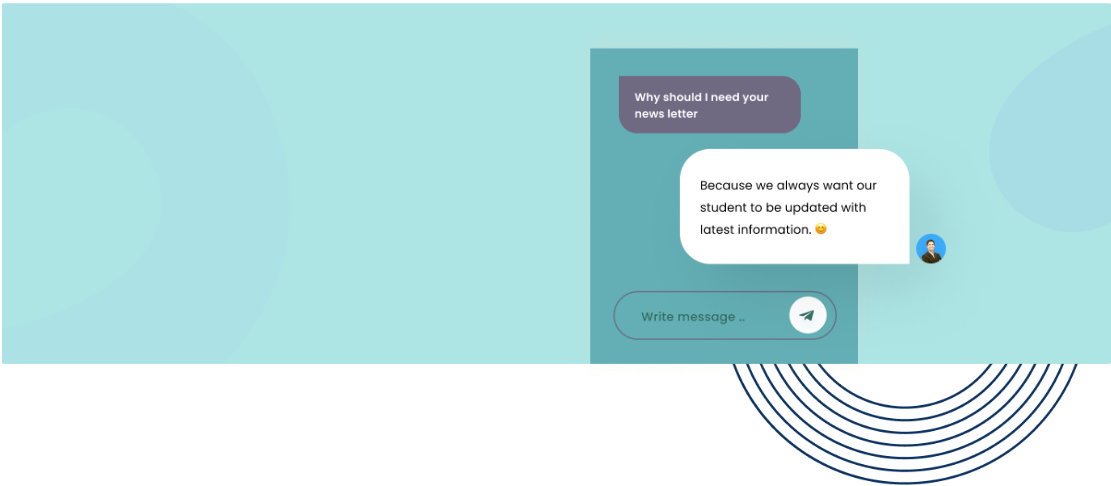 Why should I need your
news letter
Because we always want our
student to be updated with
latest information. 😊
Write message ..